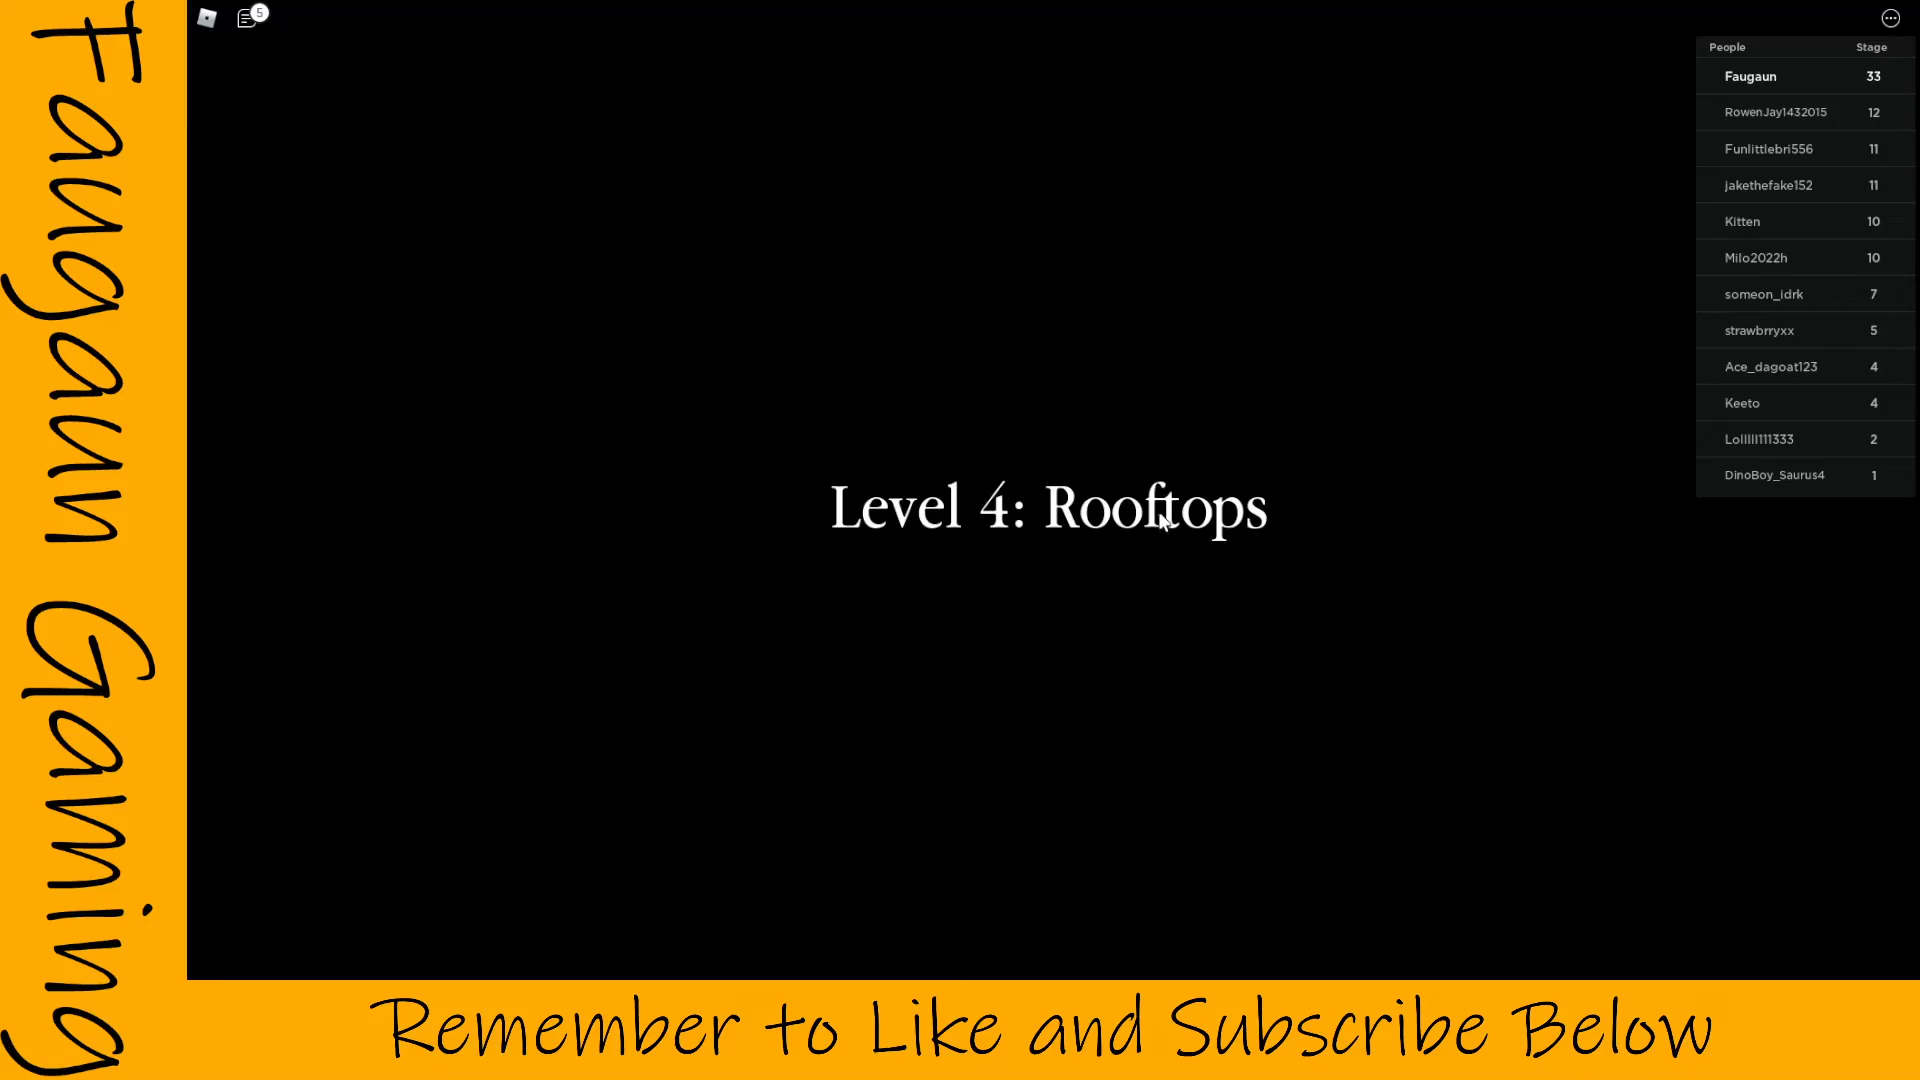 Faugaun Gaming
5
People Stage
Faugaun 33
RowenJay1432015 12
Funlittlebri556 11
jakethefake152 11
Kitten 10
Milo2022h 10
someon_idrk 7
strawbrryxx 5
Ace_dagoat123 4
Keeto 4
2
DinoBoy_Saurus4 1
Level 4: Rooftops
Remember to Like and Subscribe Below